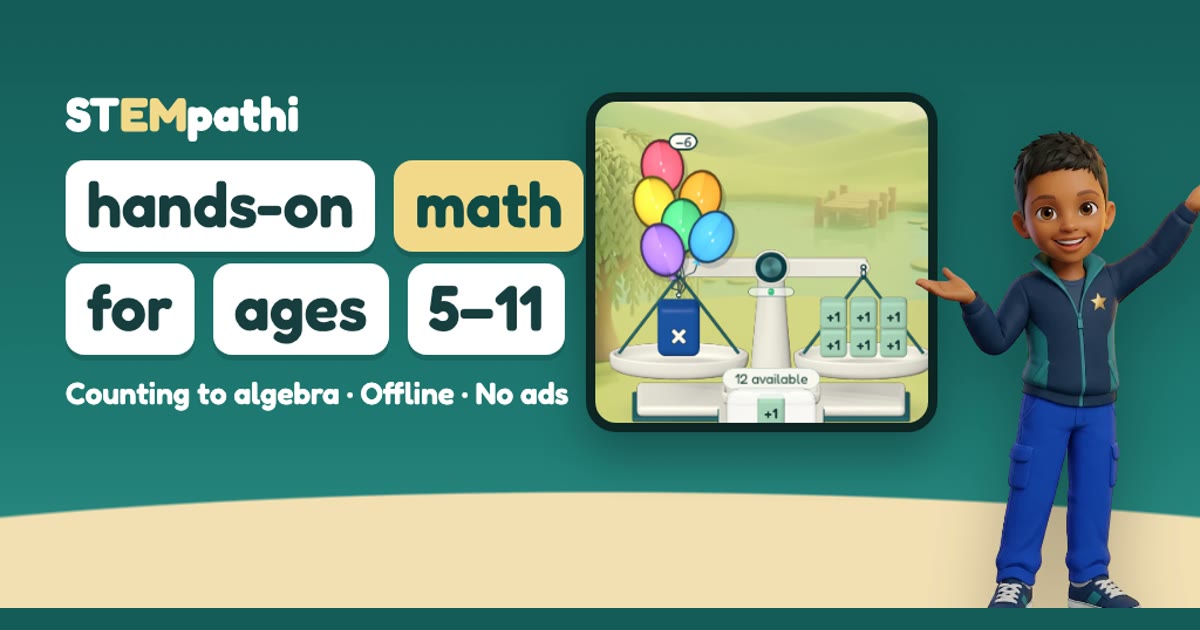 STEMpathi
hands-on math
for ages 5–11
Counting to algebra · Offline · No ads
−6
x
+1 +1 +1
+1 +1 +1
12 available
+1